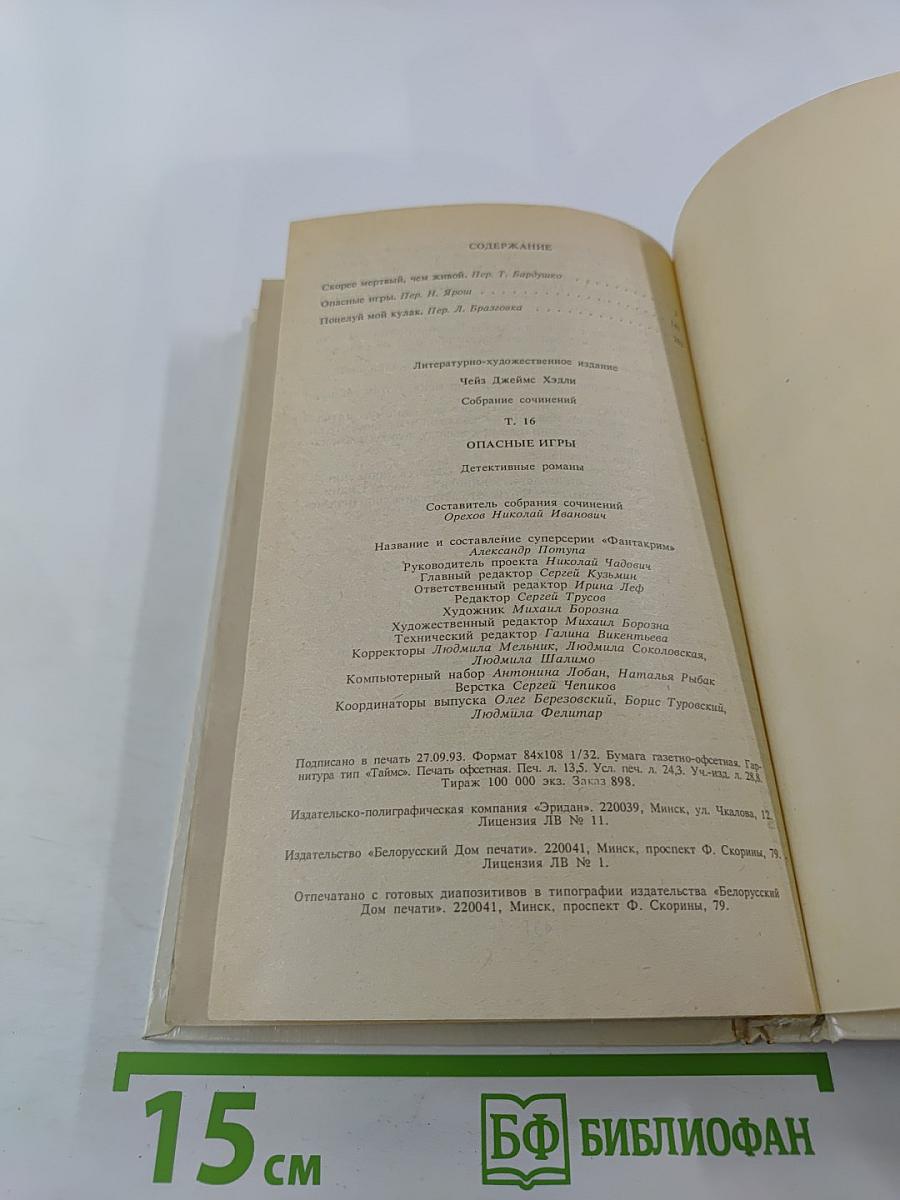 СОДЕРЖАНИЕ
Скорее мертвый, чем живой. Пер. Т. Бардушко . . . . . .
Опасные игры. Пер. Н. Ярош . . . . . . . . . . . . .
Поцелуй мой кулак. Пер. Л. Бразговка . . . . . . . . . .
Литературно-художественное издание
Чейз Джеймс Хэдли
Собрание сочинений
Т. 16
ОПАСНЫЕ ИГРЫ
Детективные романы
Составитель собрания сочинений
Орехов Николай Иванович
Название и составление суперсерии «Фантакрим»
Александр Потупа
Руководитель проекта Николай Чадович
Главный редактор Сергей Кузьмин
Ответственный редактор Ирина Леф
Редактор Сергей Трусов
Художник Михаил Борозна
Художественный редактор Михаил Борозна
Технический редактор Галина Викентьева
Корректоры Людмила Мельник, Людмила Соколовская,
Людмила Шалимо
Компьютерный набор Антонина Лобан, Наталья Рыбак
Верстка Сергей Чепиков
Координаторы выпуска Олег Березовский, Борис Туровский,
Людмила Фелитар
Подписано в печать 27.09.93. Формат 84х108 1/32. Бумага газетно-офсетная. Гар-
нитура тип «Таймс». Печать офсетная. Печ. л. 13,5. Усл. печ. л. 24,3. Уч.-изд. л. 28,8.
Тираж 100 000 экз. Заказ 898.
Издательско-полиграфическая компания «Эридан». 220039, Минск, ул. Чкалова, 12.
Лицензия ЛВ № 11.
Издательство «Белорусский Дом печати». 220041, Минск, проспект Ф. Скорины, 79.
Лицензия ЛВ № 1.
Отпечатано с готовых диапозитивов в типографии издательства «Белорусский
Дом печати». 220041, Минск, проспект Ф. Скорины, 79.
15 см
БФ БИБЛИОФАН